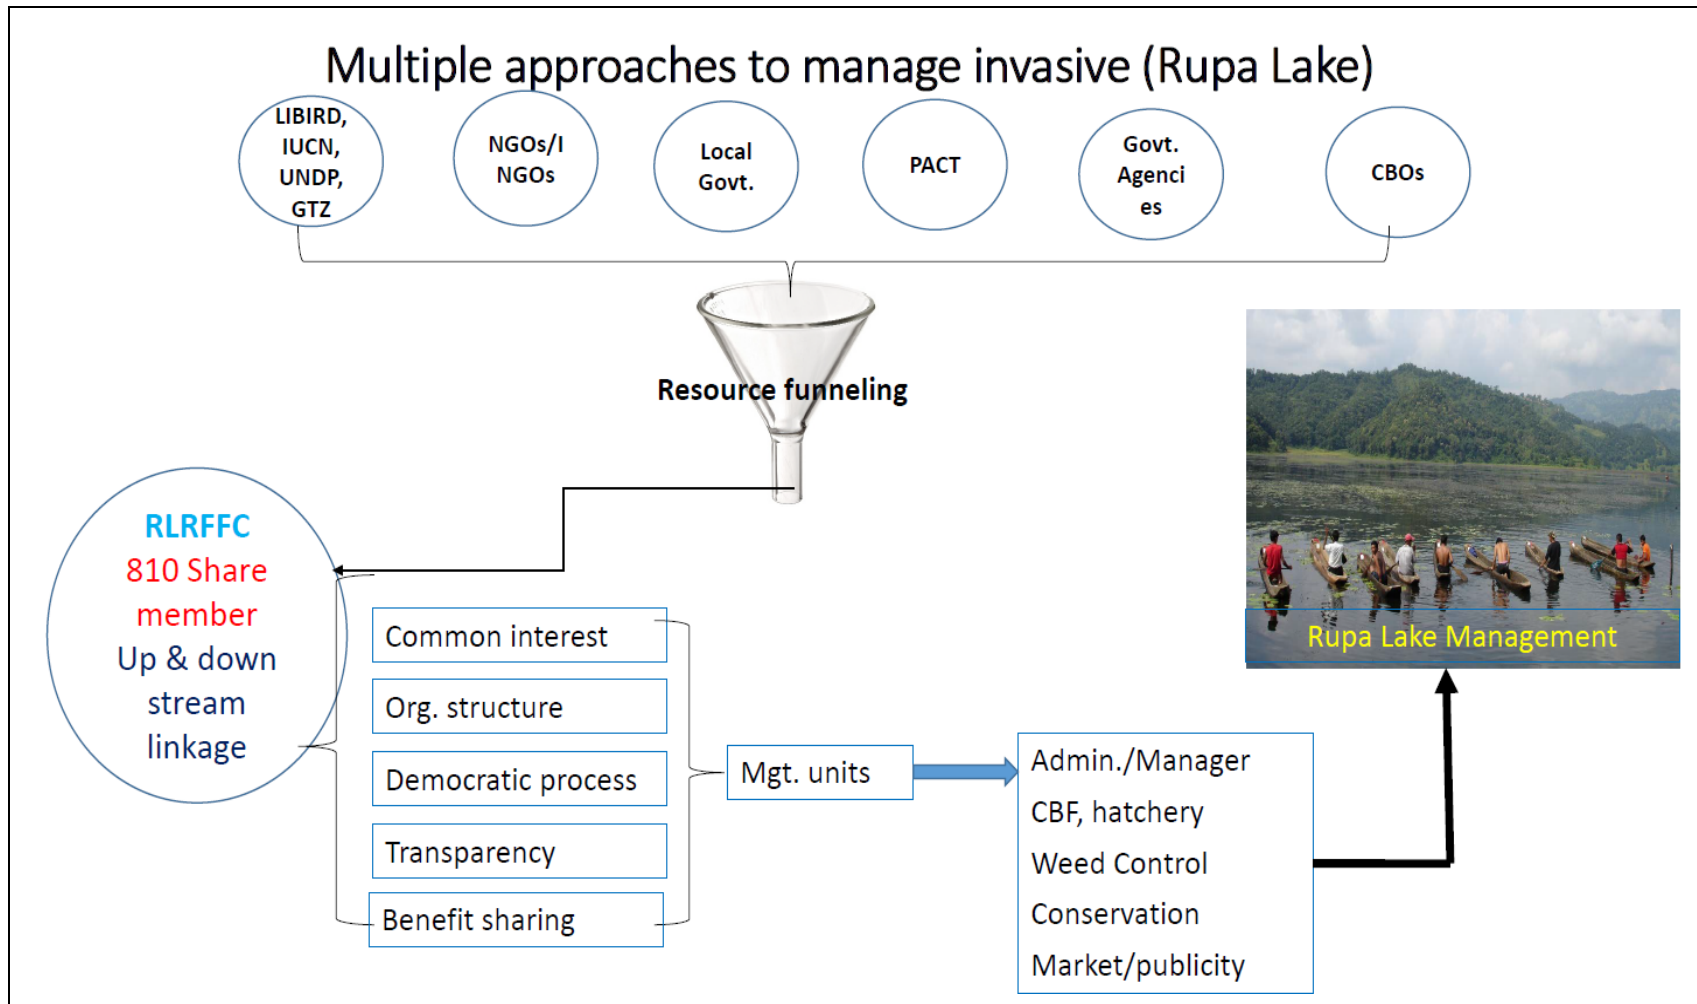 Multiple approaches to manage invasive (Rupa Lake)
LIBIRD,
IUCN,
UNDP,
GTZ
NGOs/I
NGOs
Local
Govt.
PACT
Govt.
Agenci
es
CBOs
Resource funneling
RLRFFC
810 Share
member
Up & down
stream
linkage
Common interest
Org. structure
Democratic process
Transparency
Benefit sharing
Mgt. units
Admin./Manager
CBF, hatchery
Weed Control
Conservation
Market/publicity
Rupa Lake Management